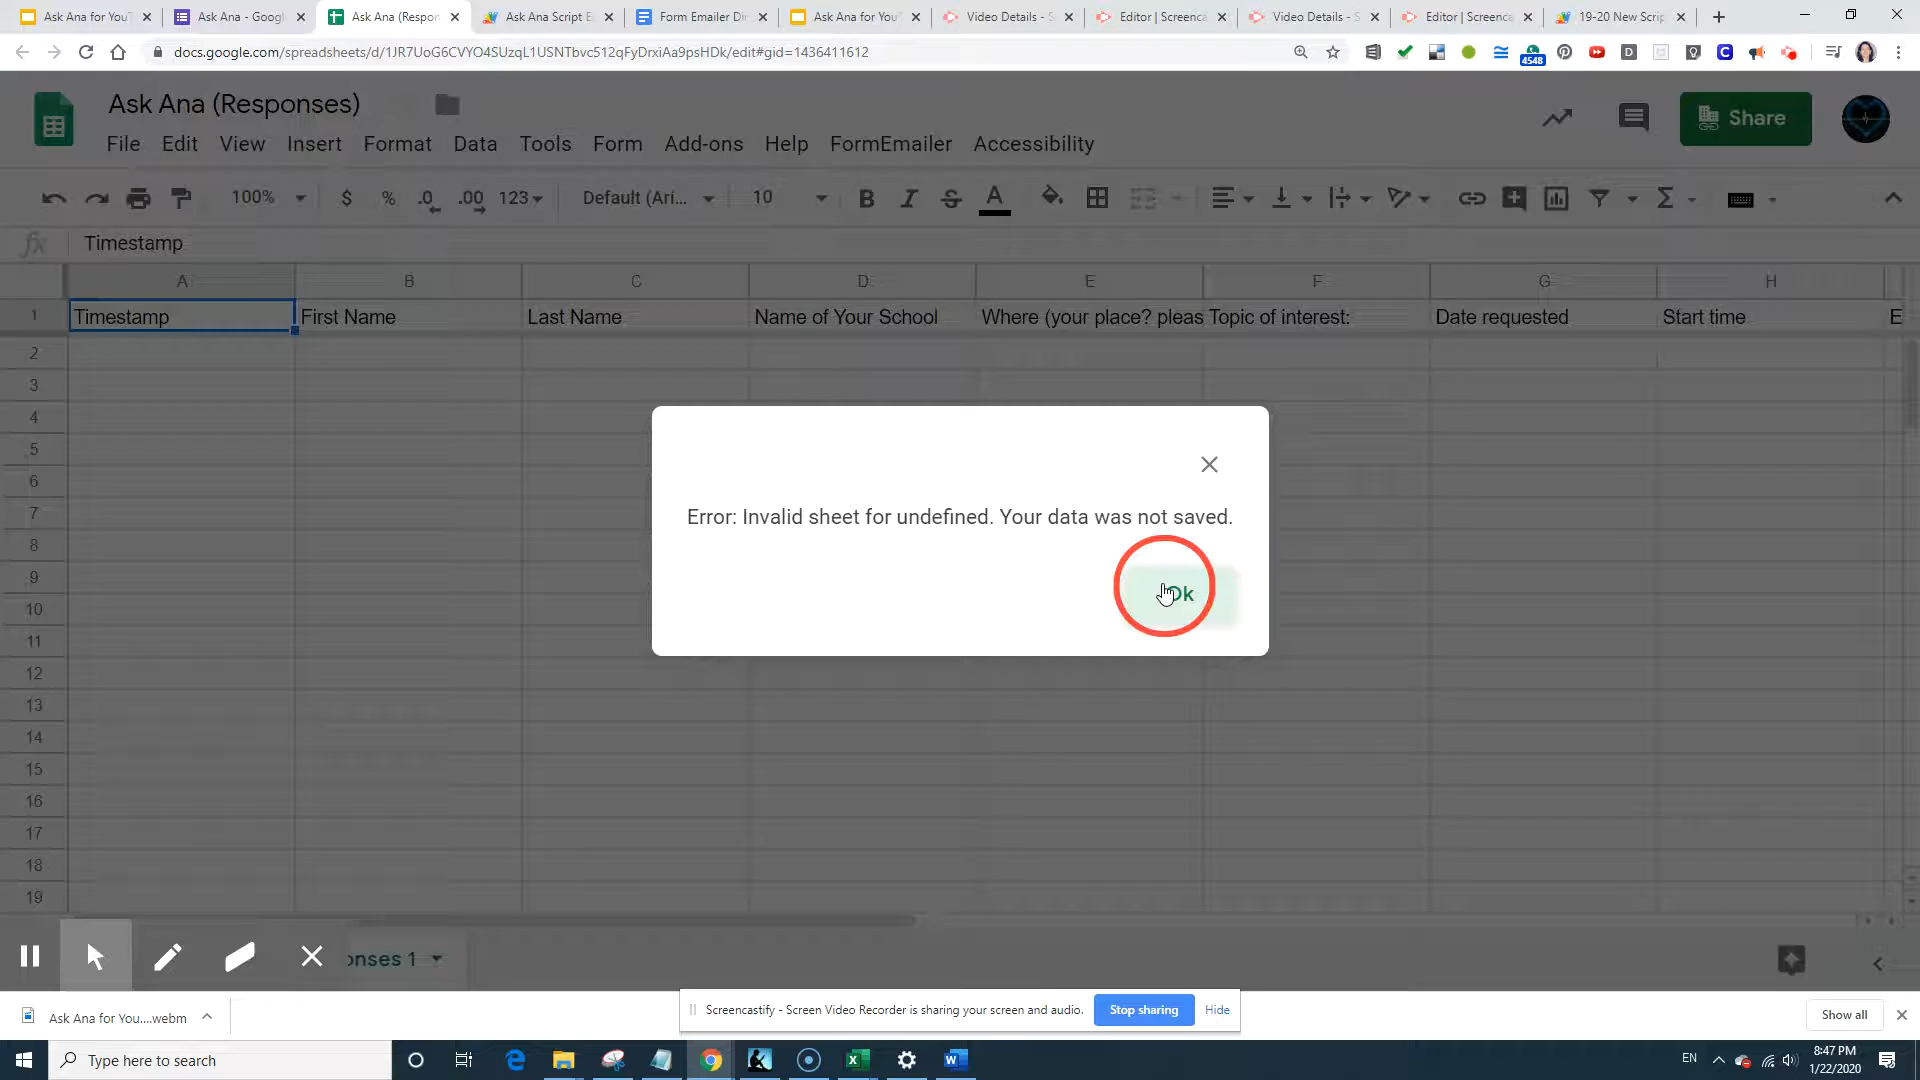 Ask Ana for YouT
Ask Ana - Googl
Ask Ana (Respon
Ask Ana Script E
Form Emailer Di
Ask Ana for YouT
Video Details - S
Editor | Screenca
Video Details - S
Editor | Screenca
19-20 New Scrip
docs.google.com/spreadsheets/d/1JR7UoG6CVYO4SUzqL1USNTbvc512qFyDrxiAa9psHDk/edit#gid=1436411612
4548
Ask Ana (Responses)
Share
File Edit View Insert Format Data Tools Form Add-ons Help FormEmailer Accessibility
100% $ % .0 .00 123 Default (Ari... 10 B I S A
fx Timestamp
A B C D E F G H
1 Timestamp First Name Last Name Name of Your School Where (your place? pleas Topic of interest: Date requested Start time E
2
3
4
5
6
7
8
9
10
11
12
13
14
15
16
17
18
19
Error: Invalid sheet for undefined. Your data was not saved.
Ok
onses 1
Ask Ana for You....webm
Screencastify - Screen Video Recorder is sharing your screen and audio. Stop sharing Hide
Show all
Type here to search
EN
8:47 PM
1/22/2020